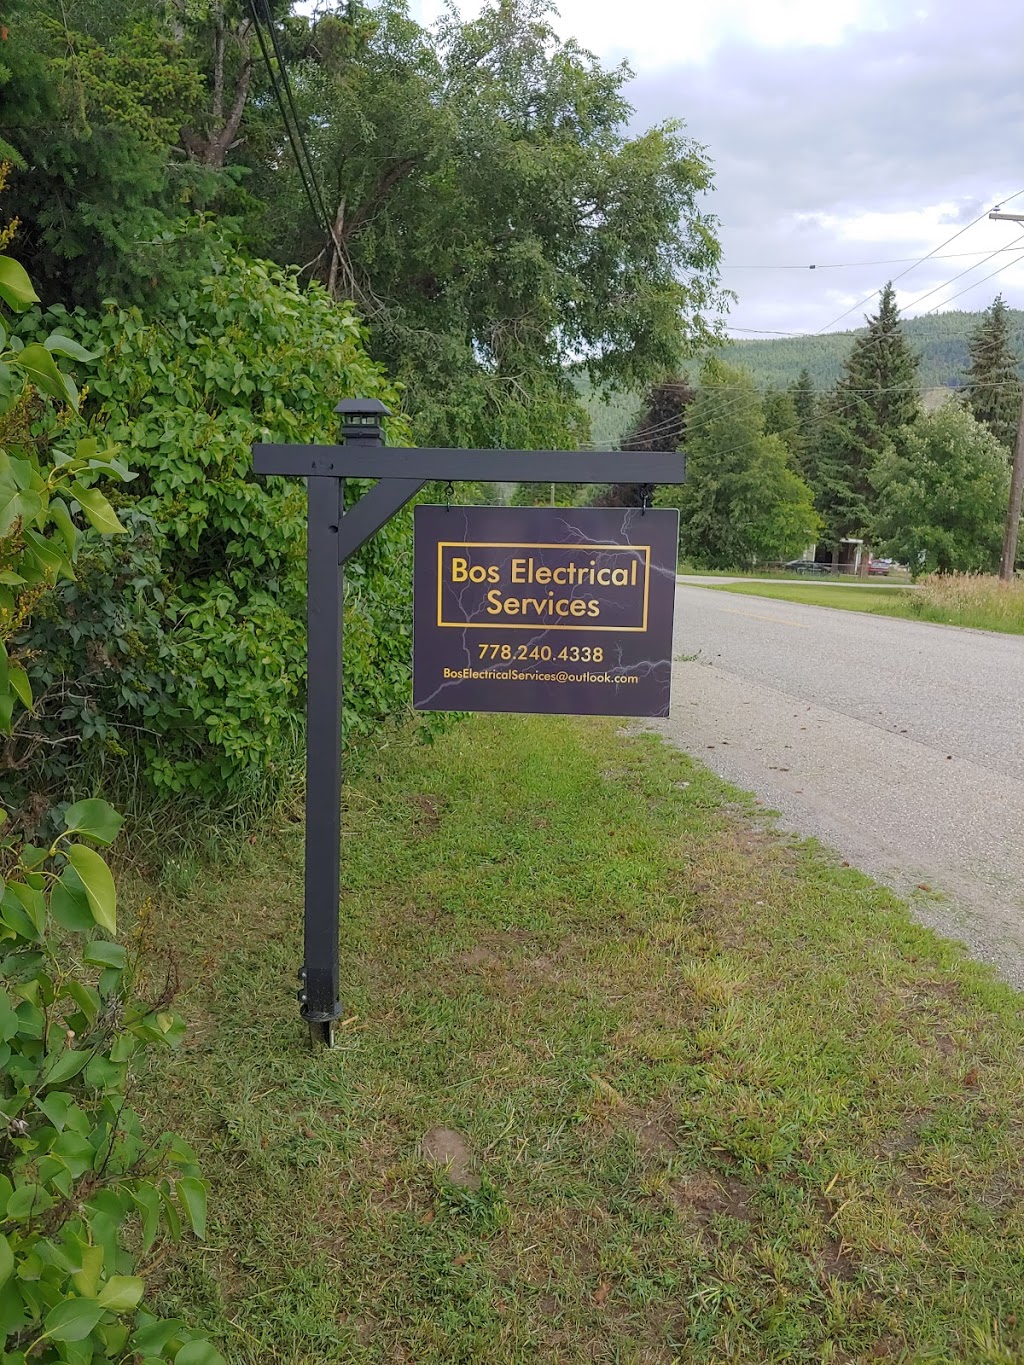 Bos Electrical
Services
778.240.4338
BosElectricalServices@outlook.com